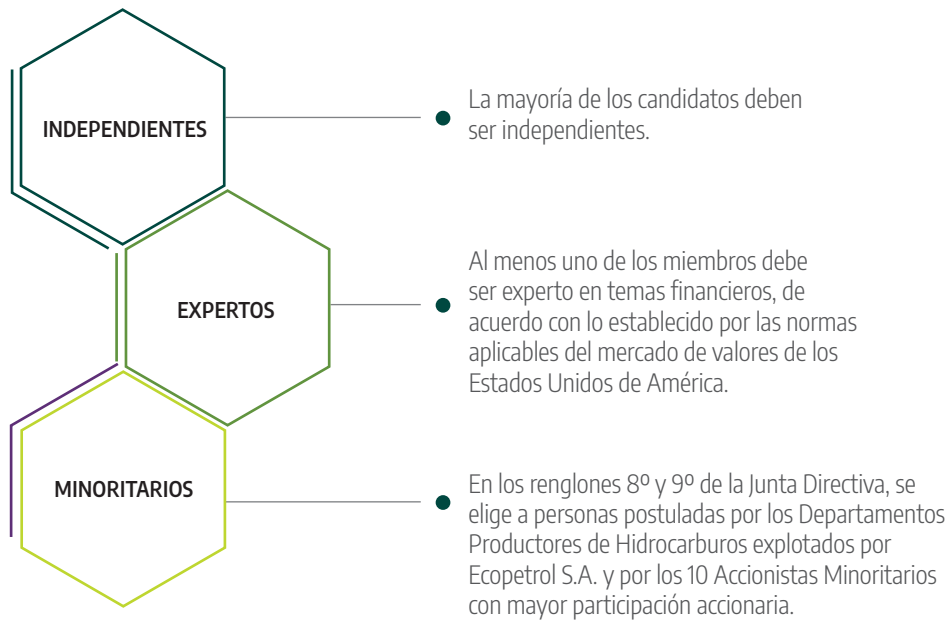 INDEPENDIENTES
La mayoría de los candidatos deben
ser independientes.
EXPERTOS
Al menos uno de los miembros debe
ser experto en temas financieros, de
acuerdo con lo establecido por las normas
aplicables del mercado de valores de los
Estados Unidos de América.
MINORITARIOS
En los renglones 8º y 9º de la Junta Directiva, se
elige a personas postuladas por los Departamentos
Productores de Hidrocarburos explotados por
Ecopetrol S.A. y por los 10 Accionistas Minoritarios
con mayor participación accionaria.